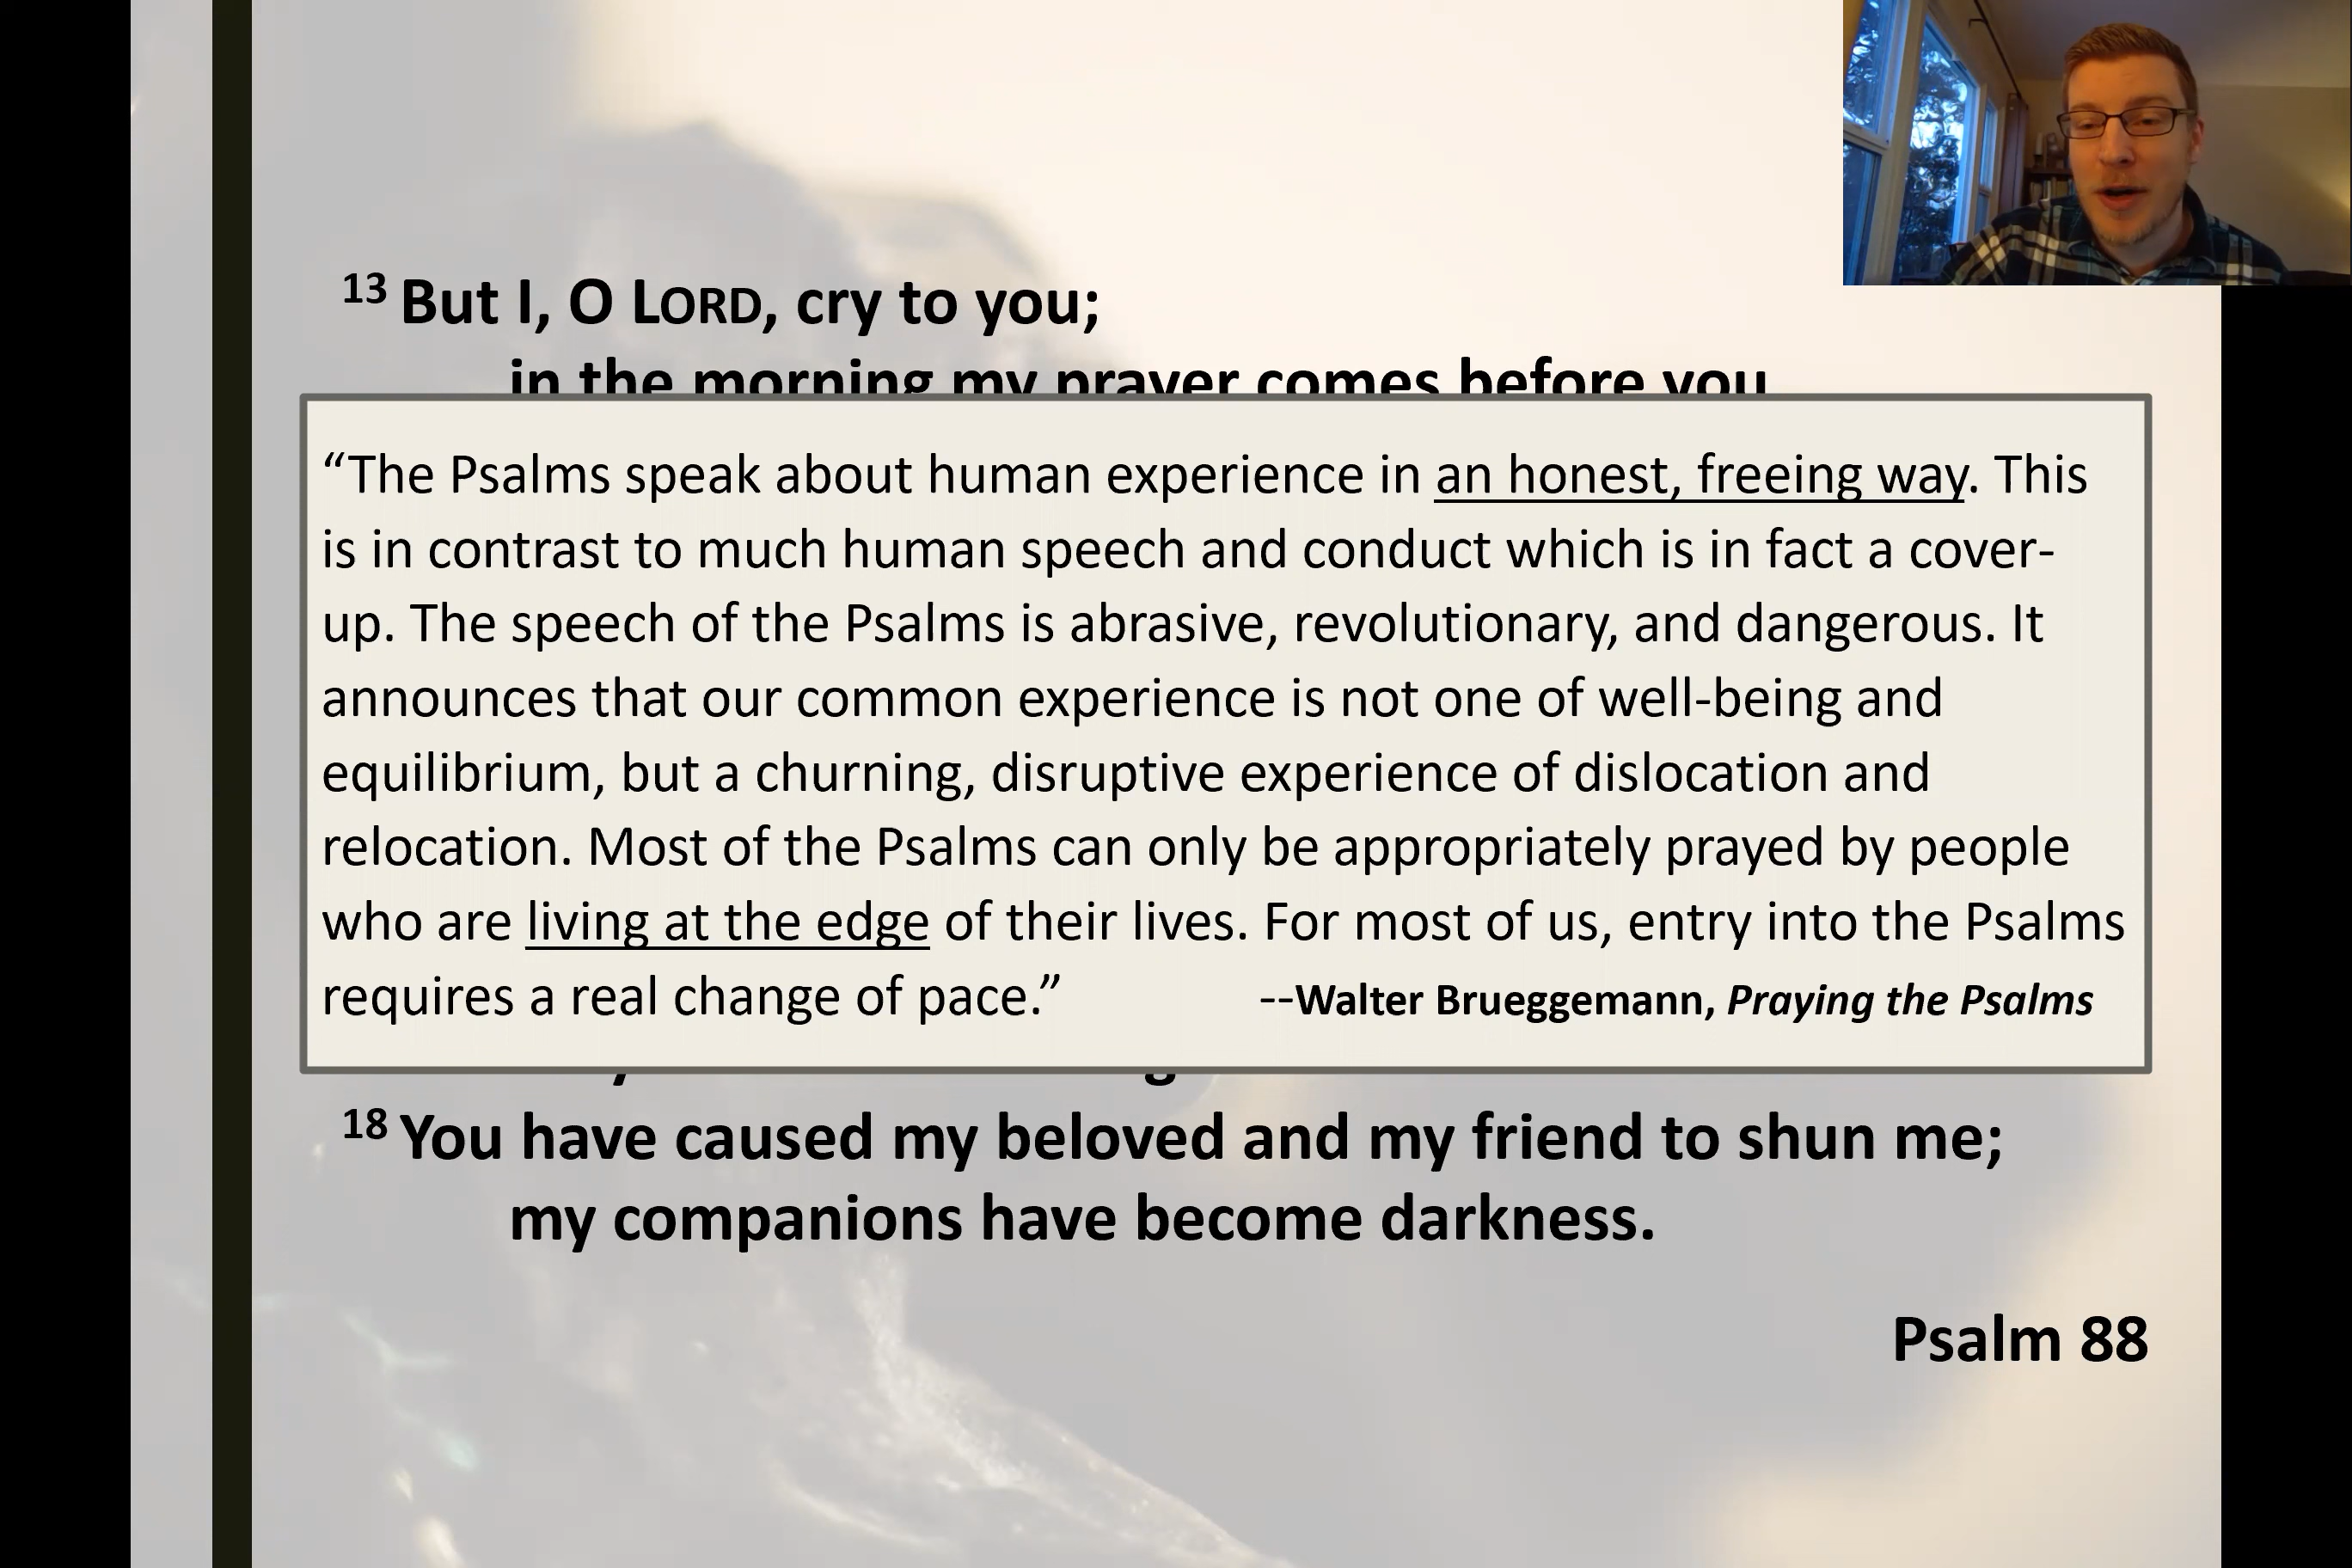 13 But I, O LORD, cry to you;
in the morning my prayer comes before you
“The Psalms speak about human experience in an honest, freeing way. This
is in contrast to much human speech and conduct which is in fact a cover-
up. The speech of the Psalms is abrasive, revolutionary, and dangerous. It
announces that our common experience is not one of well-being and
equilibrium, but a churning, disruptive experience of dislocation and
relocation. Most of the Psalms can only be appropriately prayed by people
who are living at the edge of their lives. For most of us, entry into the Psalms
requires a real change of pace.” --Walter Brueggemann, Praying the Psalms
18 You have caused my beloved and my friend to shun me;
my companions have become darkness.
Psalm 88